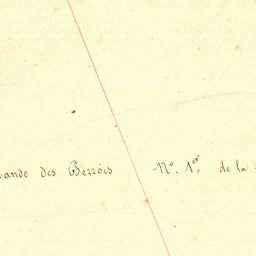 ande des Berrois N°. 1er, de la